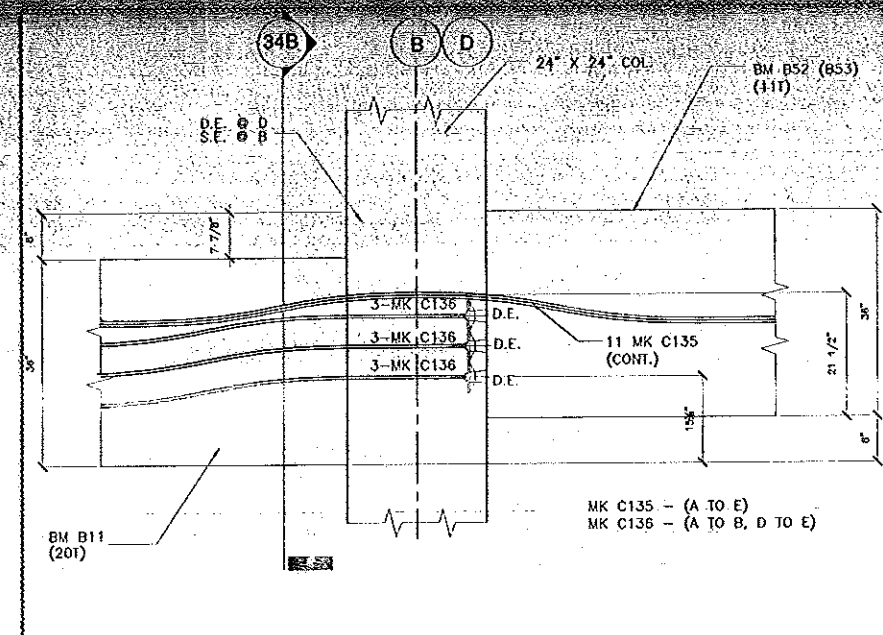 34B
B
D
24" X 24" COL.
BM B52 (B53)
(11T)
D.E. @ D
S.E. @ B
7-7/8"
3-MK C136
D.E.
3-MK C136
D.E.
3-MK C136
D.E.
11 MK C135
(CONT.)
21 1/2"
36"
36"
6"
MK C135 - (A TO E)
MK C136 - (A TO B, D TO E)
BM B11
(20T)